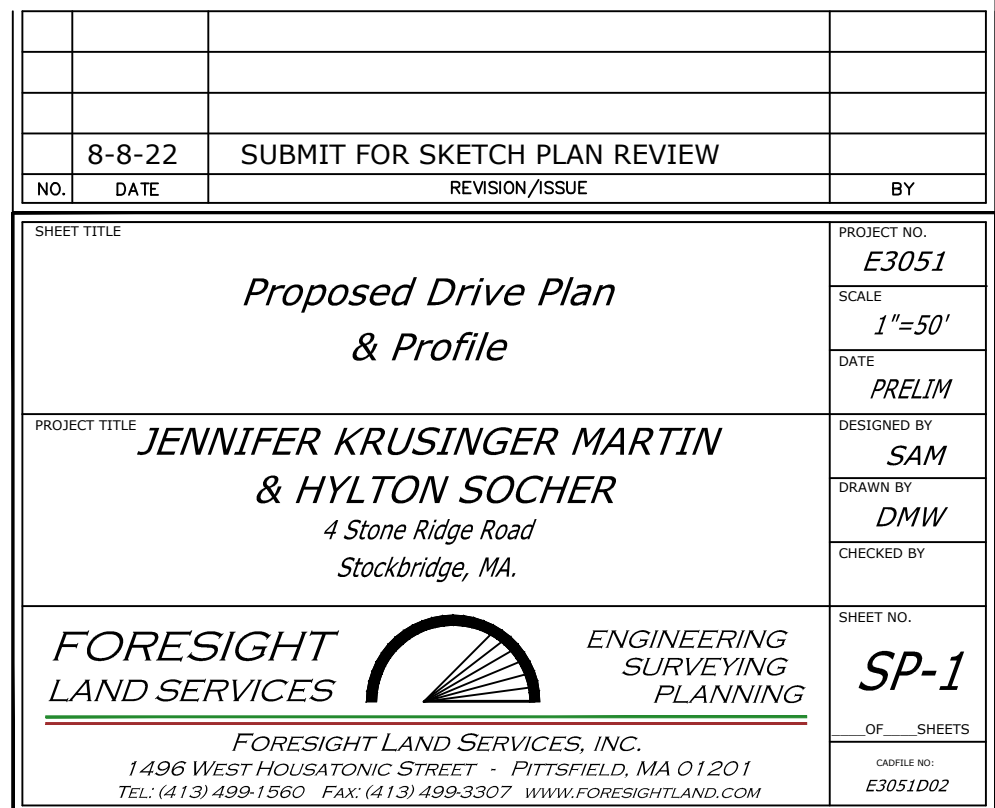 8-8-22 SUBMIT FOR SKETCH PLAN REVIEW
NO. DATE REVISION/ISSUE BY
SHEET TITLE
Proposed Drive Plan
& Profile
PROJECT NO.
E3051
SCALE
1"=50'
DATE
PRELIM
PROJECT TITLE
JENNIFER KRUSINGER MARTIN
& HYLTON SOCHER
4 Stone Ridge Road
Stockbridge, MA.
DESIGNED BY
SAM
DRAWN BY
DMW
CHECKED BY
FORESIGHT
LAND SERVICES
ENGINEERING
SURVEYING
PLANNING
FORESIGHT LAND SERVICES, INC.
1496 WEST HOUSATONIC STREET - PITTSFIELD, MA 01201
TEL: (413) 499-1560 FAX: (413) 499-3307 WWW.FORESIGHTLAND.COM
SHEET NO.
SP-1
____OF____SHEETS
CADFILE NO:
E3051D02